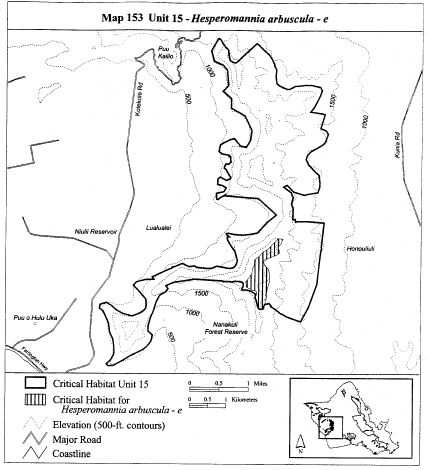 Map 153 Unit 15 - Hesperomannia arbuscula - e
Puu
Kailio
1000
500
Kolekole Rd
1500
1000
Kunia Rd
Niulii Reservoir
Lualualei
Honouliuli
Puu o Hulu Uka
1500
1000
500
Nanakuli
Forest Reserve
Farrington Hwy
Critical Habitat Unit 15
Critical Habitat for
Hesperomannia arbuscula - e
Elevation (500-ft. contours)
Major Road
Coastline
0 0.5 1 Miles
0 0.5 1 Kilometers
N